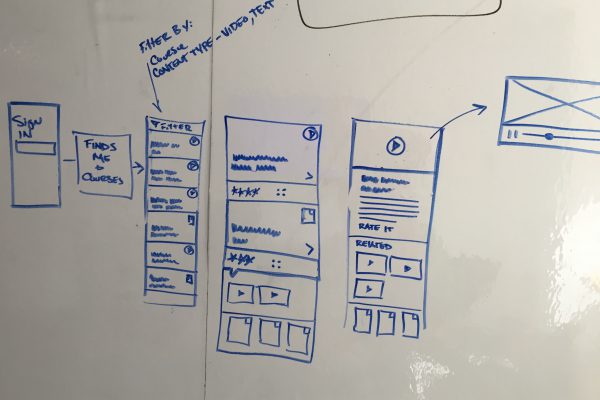 FILTER BY:
COURSE
CONTENT TYPE - VIDEO, TEXT
SIGN
IN
FINDS
ME +
COURSES
FILTER
RATE IT
RELATED